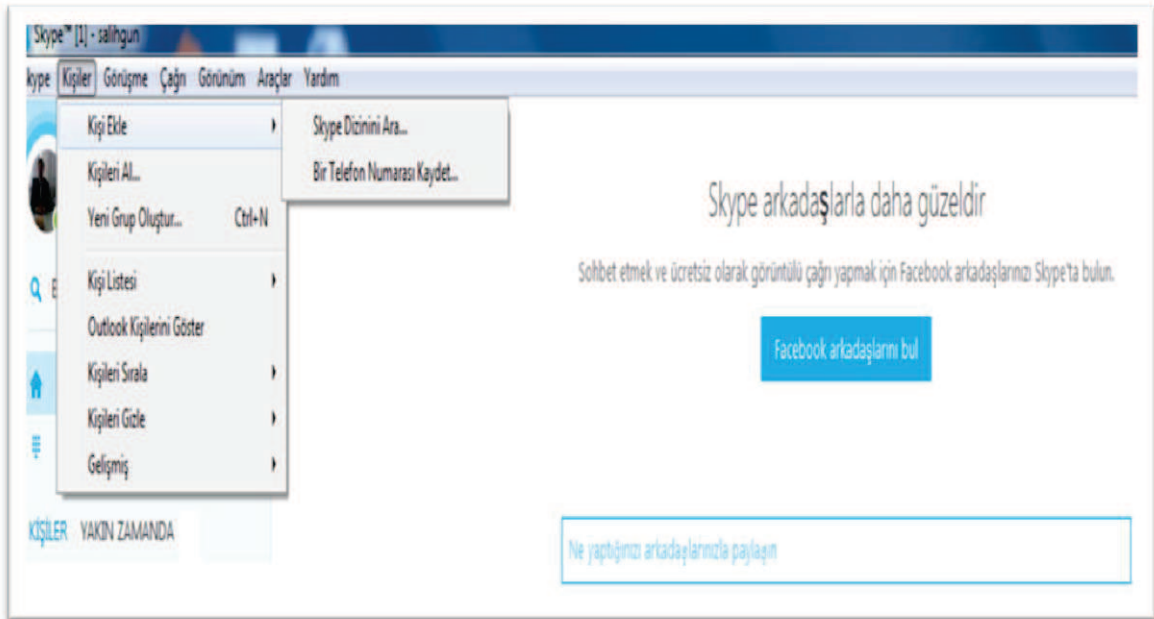 Skype™ [1] - salihgun
kype Kişiler Görüşme Çağrı Görünüm Araçlar Yardım
Kişi Ekle
Skype Dizinini Ara...
Bir Telefon Numarası Kaydet...
Kişileri Al...
Yeni Grup Oluştur... Ctrl+N
Kişi Listesi
Outlook Kişilerini Göster
Kişileri Sırala
Kişileri Gizle
Gelişmiş
E
KİŞİLER YAKIN ZAMANDA
Skype arkadaşlarla daha güzeldir
Sohbet etmek ve ücretsiz olarak görüntülü çağrı yapmak için Facebook arkadaşlarınızı Skype'ta bulun.
Facebook arkadaşlarını bul
Ne yaptığınızı arkadaşlarınızla paylaşın